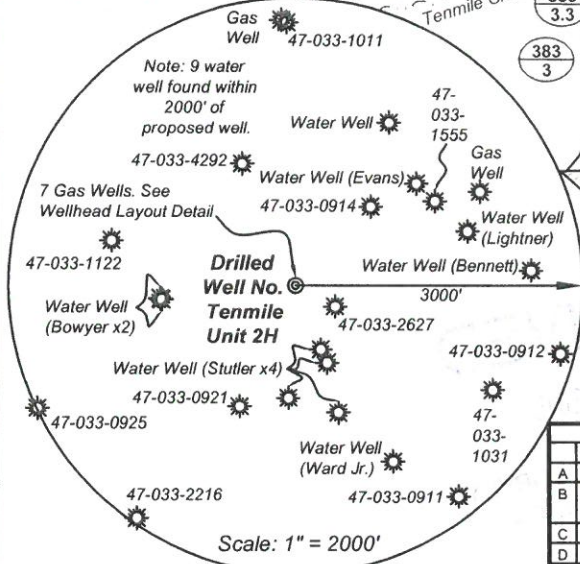 Gas
Well
47-033-1011
Tenmile
3.3
383
3
Note: 9 water
well found within
2000' of
proposed well.
Water Well
47-
033-
1555
47-033-4292
Gas
Well
Water Well (Evans)
7 Gas Wells. See
Wellhead Layout Detail
47-033-0914
Water Well
(Lightner)
47-033-1122
Drilled
Well No.
Tenmile
Unit 2H
Water Well (Bennett)
3000'
Water Well
(Bowyer x2)
47-033-2627
47-033-0912
Water Well (Stutler x4)
47-033-0921
47-033-0925
47-
033-
1031
Water Well
(Ward Jr.)
47-033-2216
47-033-0911
Scale: 1" = 2000'
A
B
C
D